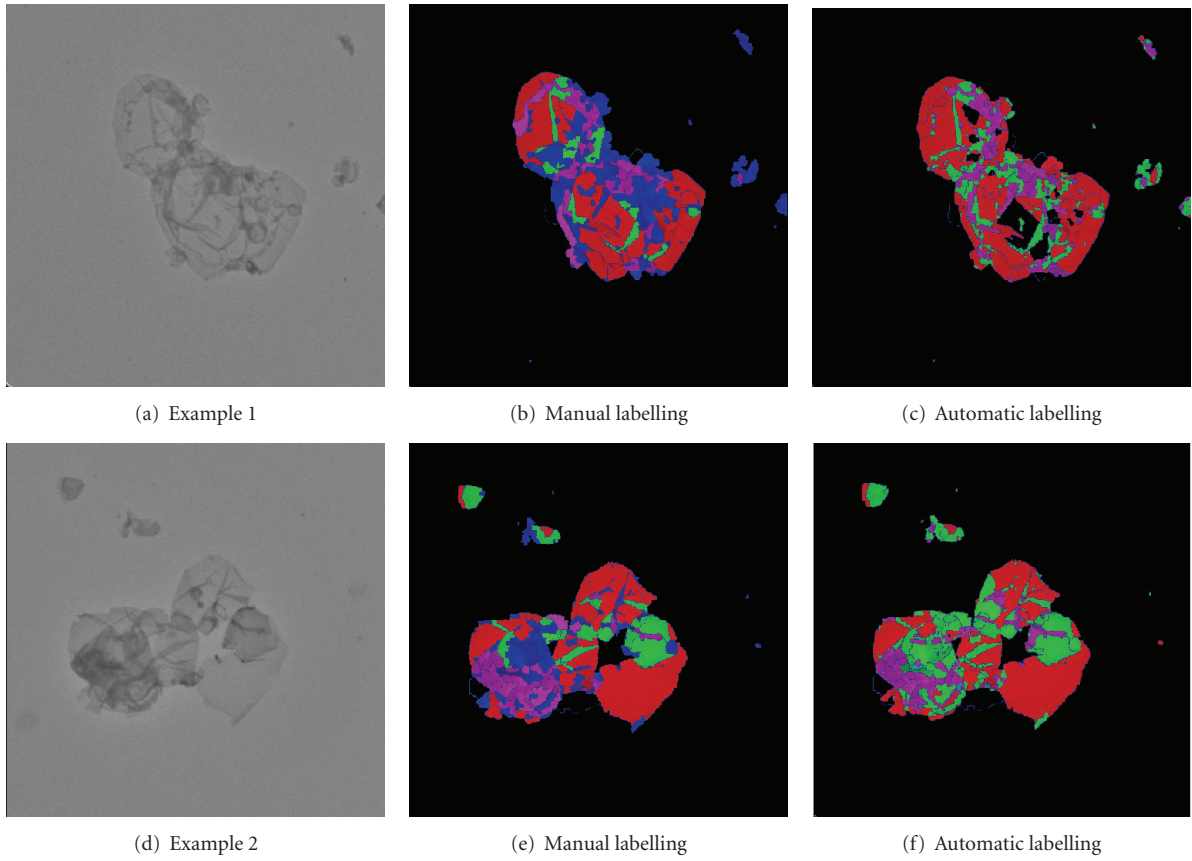 (a) Example 1
(b) Manual labelling
(c) Automatic labelling
(d) Example 2
(e) Manual labelling
(f) Automatic labelling